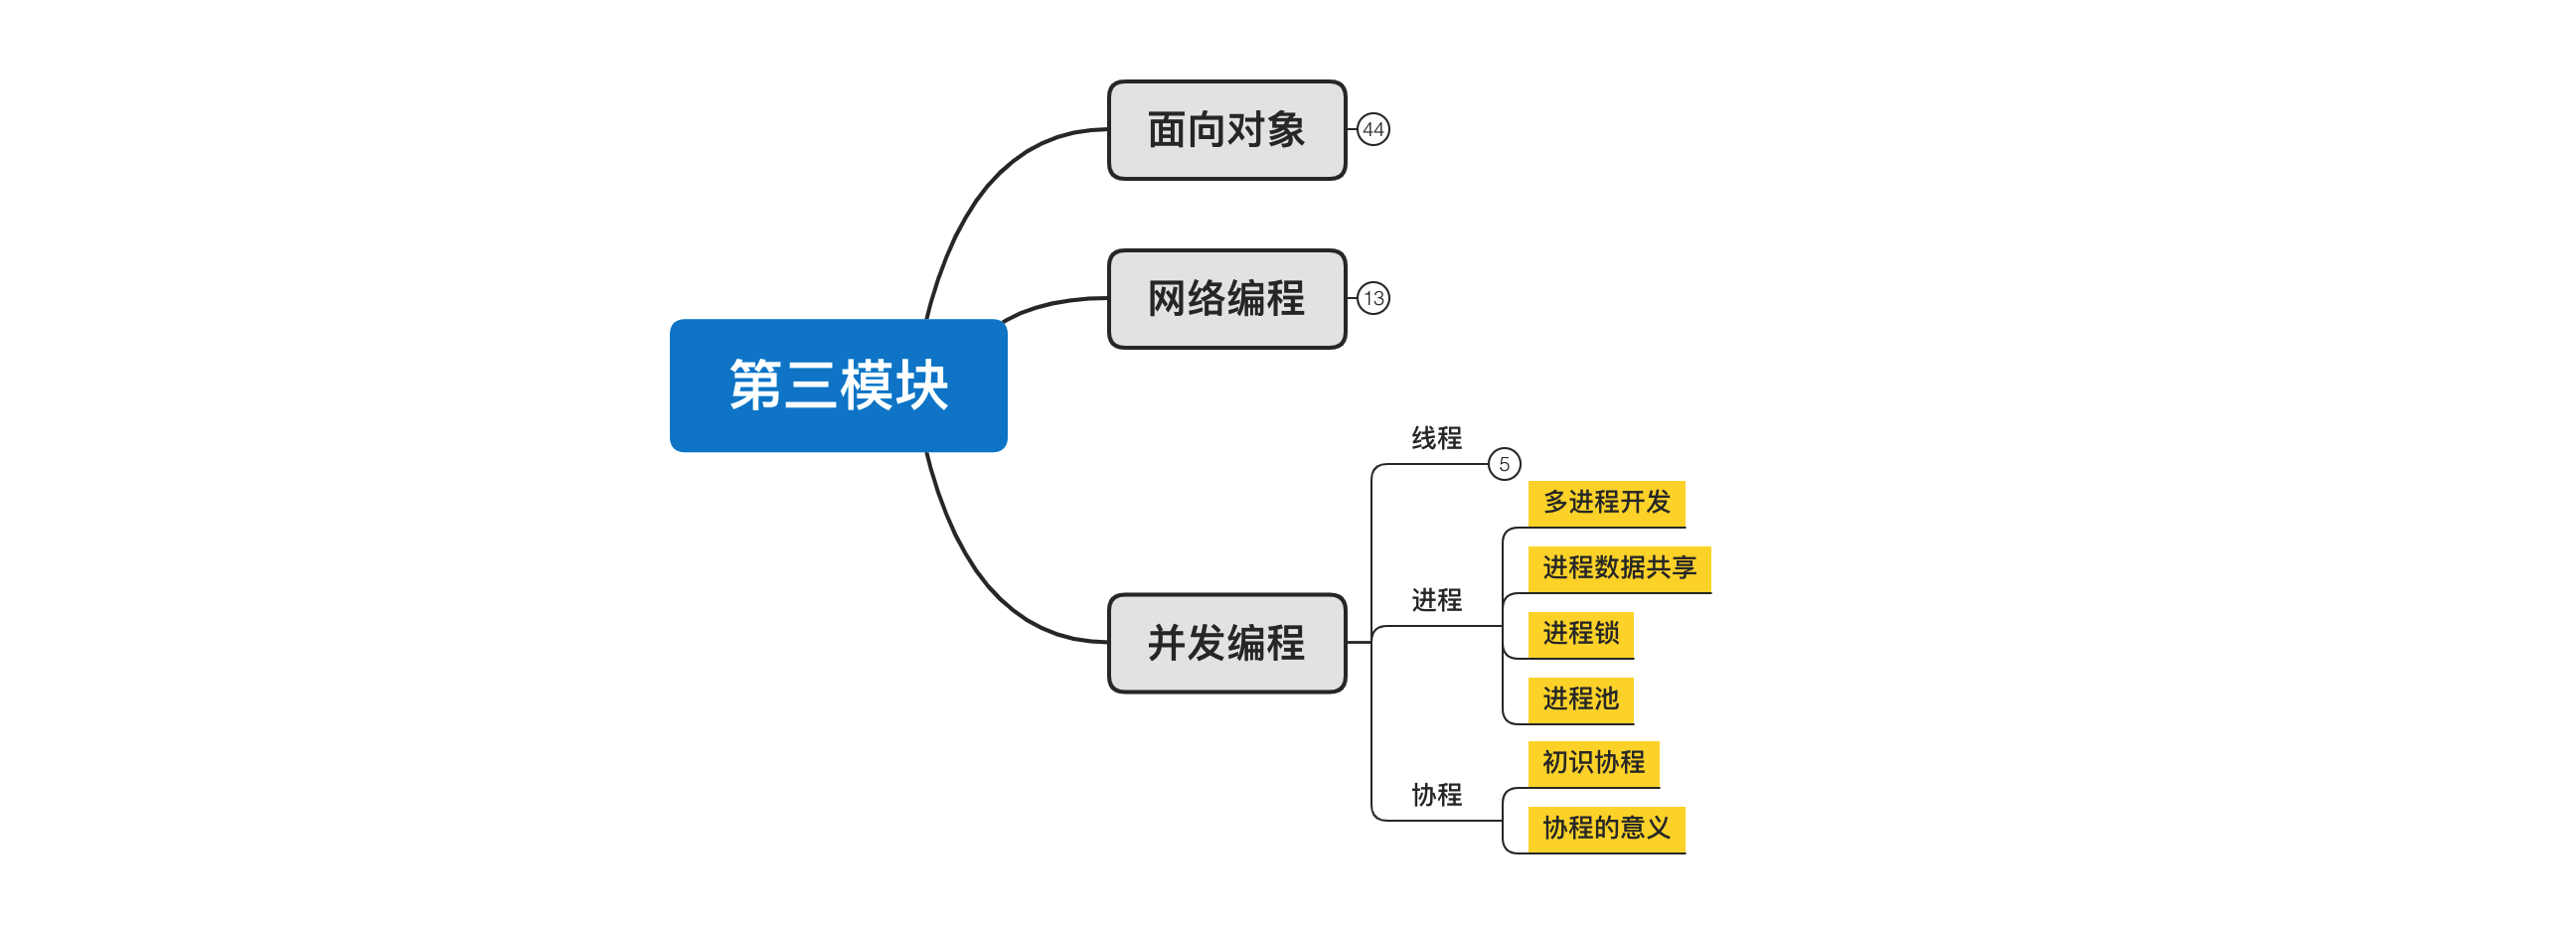 面向对象
44
网络编程
13
第三模块
线程
5
多进程开发
进程数据共享
进程
进程锁
并发编程
进程池
初识协程
协程
协程的意义